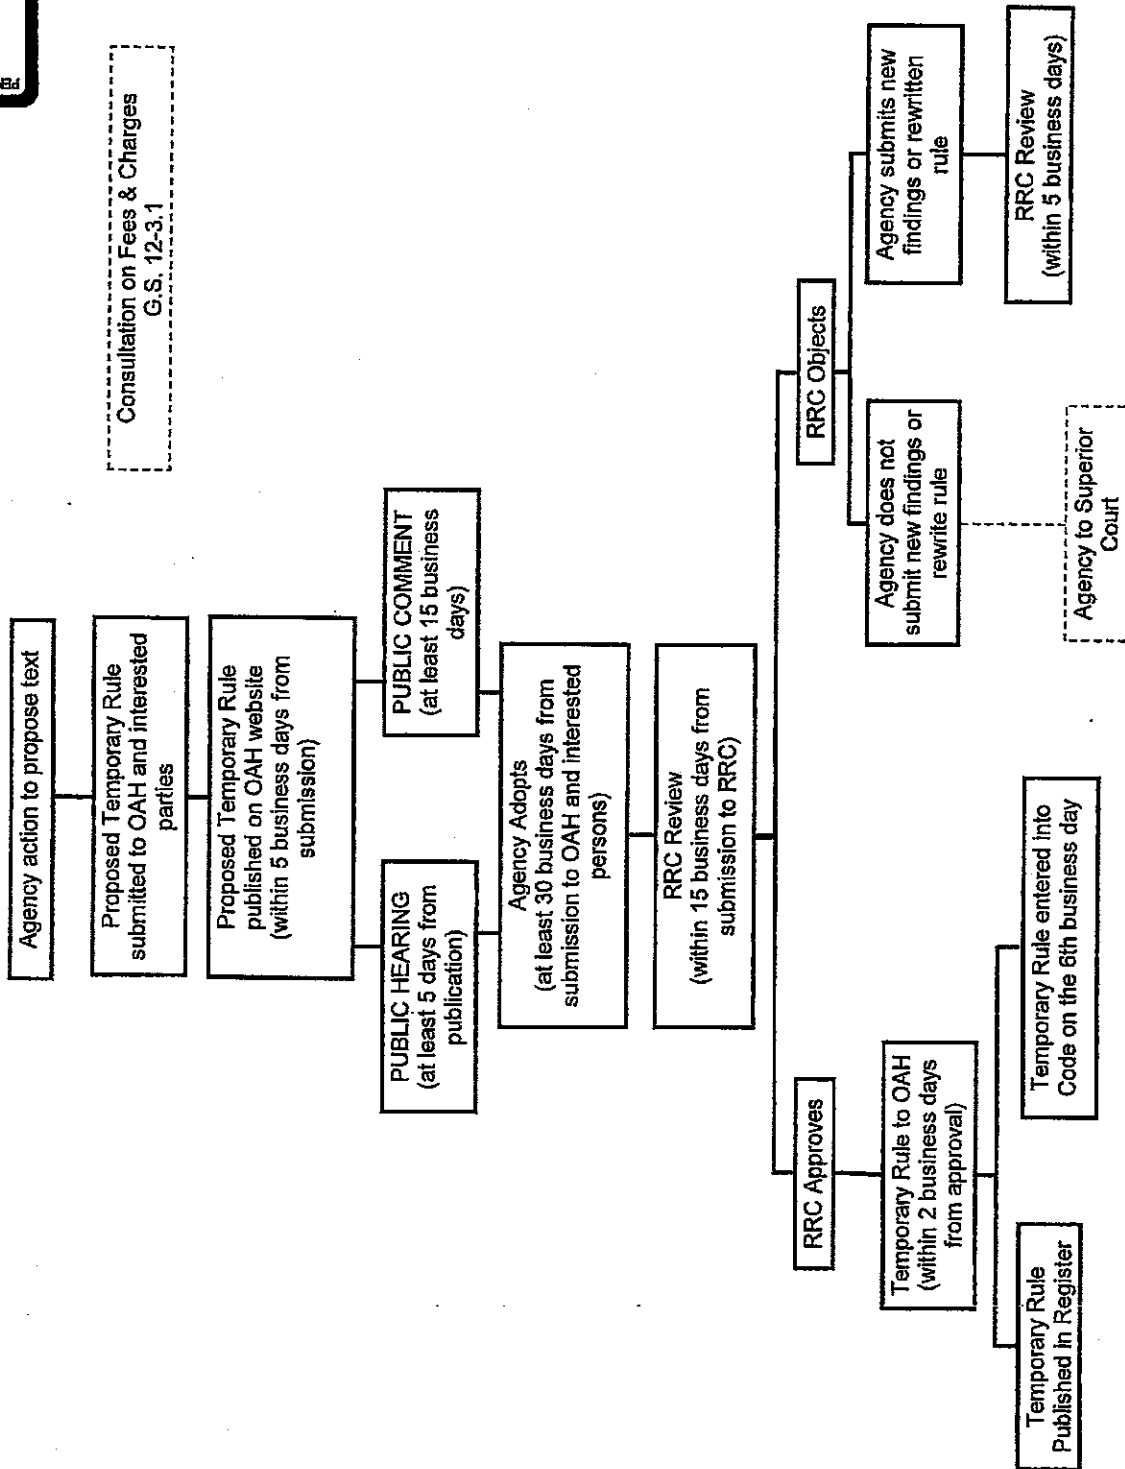 Agency action to propose text
Consultation on Fees & Charges
G.S. 12-3.1
Proposed Temporary Rule
submitted to OAH and interested
parties
Proposed Temporary Rule
published on OAH website
(within 5 business days from
submission)
PUBLIC HEARING
(at least 5 days from
publication)
PUBLIC COMMENT
(at least 15 business
days)
Agency Adopts
(at least 30 business days from
submission to OAH and interested
persons)
RRC Review
(within 15 business days from
submission to RRC)
RRC Approves
RRC Objects
Temporary Rule to OAH
(within 2 business days
from approval)
Agency does not
submit new findings or
rewrite rule
Agency submits new
findings or rewritten
rule
Temporary Rule
Published in Register
Temporary Rule entered into
Code on the 6th business day
Agency to Superior
Court
RRC Review
(within 5 business days)